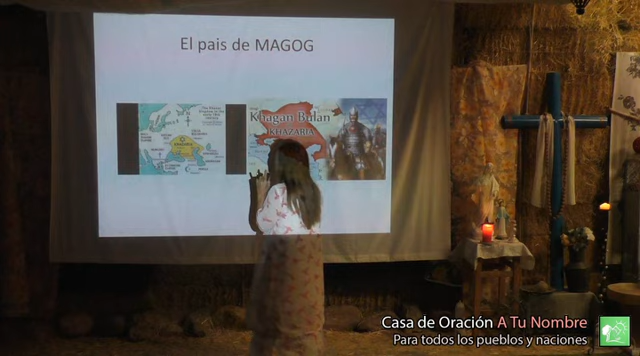 El pais de MAGOG
Khagan Bulan
KHAZARIA
Casa de Oración A Tu Nombre
Para todos los pueblos y naciones